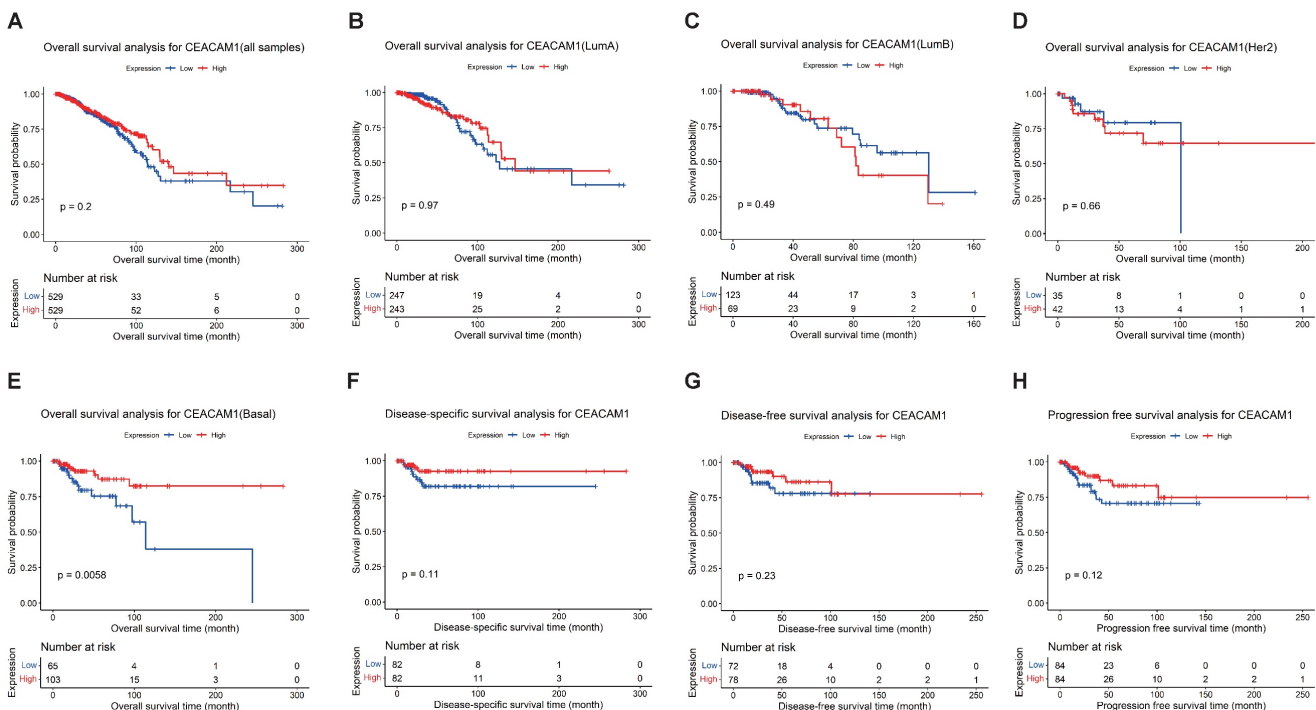 A
Overall survival analysis for CEACAM1(all samples)
Expression Low High
Survival probability
1.00
0.75
0.50
0.25
0.00
p = 0.2
0 100 200 300
Overall survival time (month)
Number at risk
Expression
Low 529 33 5 0
High 529 52 6 0
0 100 200 300
Overall survival time (month)
B
Overall survival analysis for CEACAM1(LumA)
Expression Low High
Survival probability
1.00
0.75
0.50
0.25
0.00
p = 0.97
0 100 200 300
Overall survival time (month)
Number at risk
Expression
Low 247 19 4 0
High 243 25 2 0
0 100 200 300
Overall survival time (month)
C
Overall survival analysis for CEACAM1(LumB)
Expression Low High
Survival probability
1.00
0.75
0.50
0.25
0.00
p = 0.49
0 40 80 120 160
Overall survival time (month)
Number at risk
Expression
Low 123 44 17 3 1
High 69 23 9 2 0
0 40 80 120 160
Overall survival time (month)
D
Overall survival analysis for CEACAM1(Her2)
Expression Low High
Survival probability
1.00
0.75
0.50
0.25
0.00
p = 0.66
0 50 100 150 200
Overall survival time (month)
Number at risk
Expression
Low 35 8 1 0 0
High 42 13 4 1 1
0 50 100 150 200
Overall survival time (month)
E
Overall survival analysis for CEACAM1(Basal)
Expression Low High
Survival probability
1.00
0.75
0.50
0.25
0.00
p = 0.0058
0 100 200 300
Overall survival time (month)
Number at risk
Expression
Low 65 4 1 0
High 103 15 3 0
0 100 200 300
Overall survival time (month)
F
Disease-specific survival analysis for CEACAM1
Expression Low High
Survival probability
1.00
0.75
0.50
0.25
0.00
p = 0.11
0 100 200 300
Disease-specific survival time (month)
Number at risk
Expression
Low 82 8 1 0
High 82 11 3 0
0 100 200 300
Disease-specific survival time (month)
G
Disease-free survival analysis for CEACAM1
Expression Low High
Survival probability
1.00
0.75
0.50
0.25
0.00
p = 0.23
0 50 100 150 200 250
Disease-free survival time (month)
Number at risk
Expression
Low 72 18 4 0 0 0
High 78 26 10 2 2 1
0 50 100 150 200 250
Disease-free survival time (month)
H
Progression free survival analysis for CEACAM1
Expression Low High
Survival probability
1.00
0.75
0.50
0.25
0.00
p = 0.12
0 50 100 150 200 250
Progression free survival time (month)
Number at risk
Expression
Low 84 23 6 0 0 0
High 84 26 10 2 2 1
0 50 100 150 200 250
Progression free survival time (month)